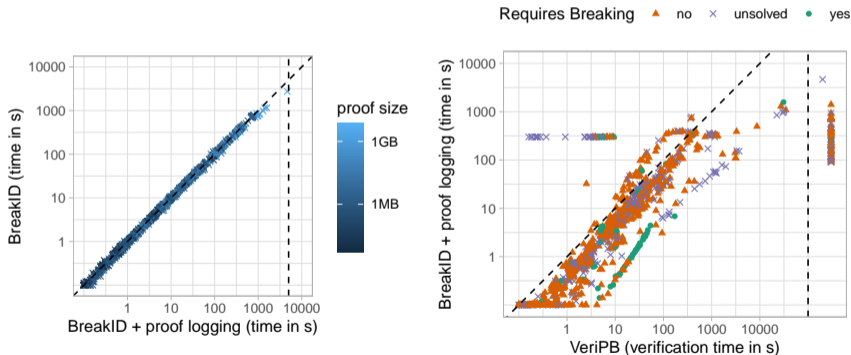 Requires Breaking no unsolved yes
BreakID (time in s)
10000
1000
100
10
1
1
10
100
1000
10000
BreakID + proof logging (time in s)
proof size
1GB
1MB
BreakID + proof logging (time in s)
10000
1000
100
10
1
1
10
100
1000
10000
VeriPB (verification time in s)